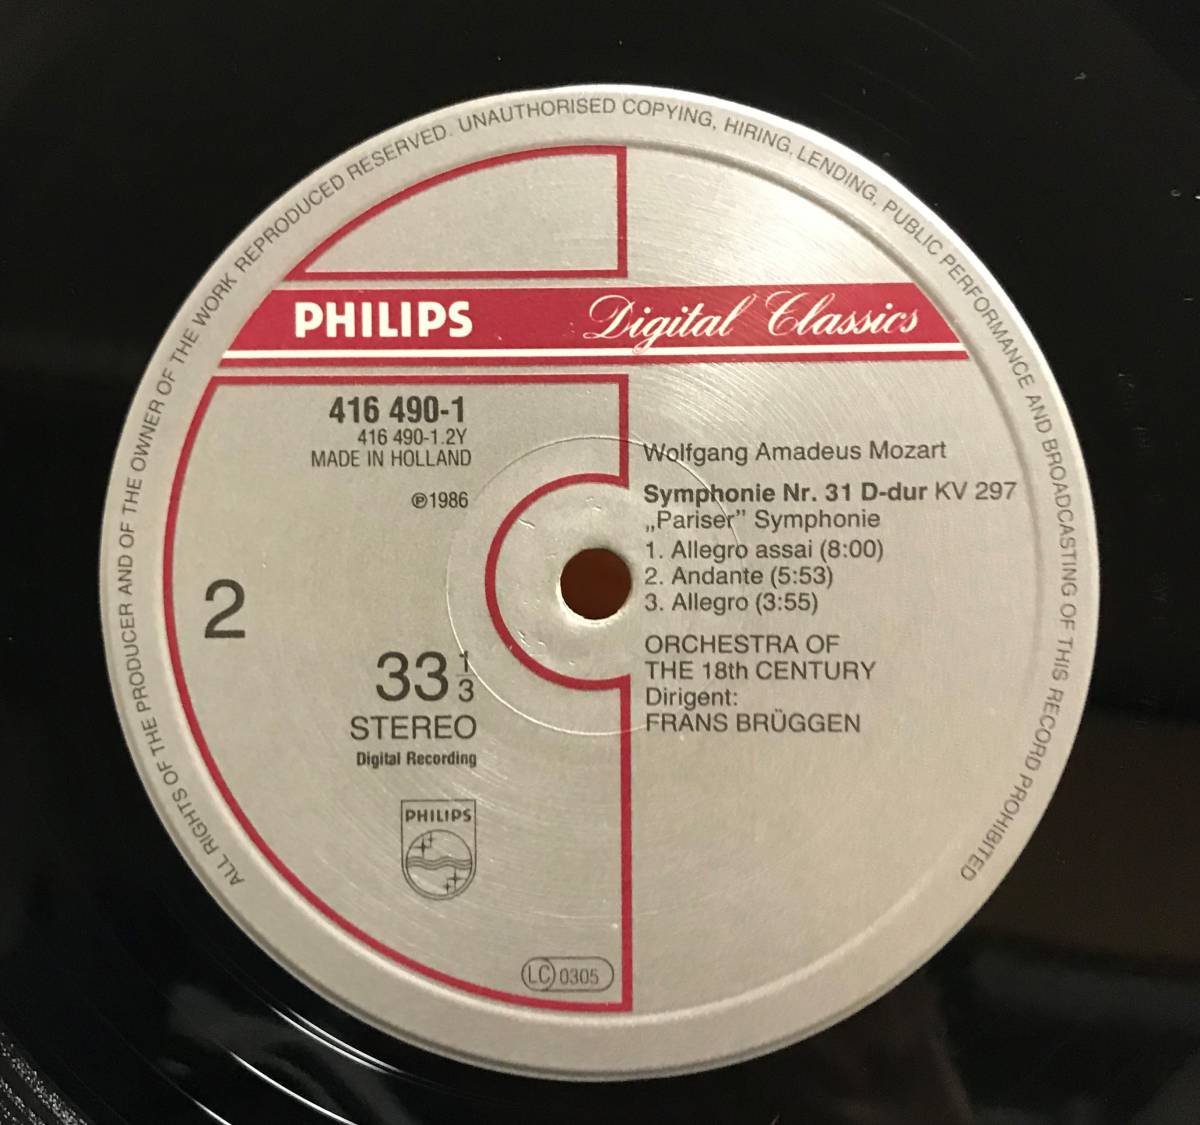 ALL RIGHTS OF THE PRODUCER AND OF THE OWNER OF THE WORK REPRODUCED RESERVED. UNAUTHORISED COPYING, HIRING, LENDING, PUBLIC PERFORMANCE AND BROADCASTING OF THIS RECORD PROHIBITED
PHILIPS Digital Classics
416 490-1
416 490-1.2Y
MADE IN HOLLAND
℗1986
2
33 1/3
STEREO
Digital Recording
PHILIPS
LC 0305
Wolfgang Amadeus Mozart
Symphonie Nr. 31 D-dur KV 297
„Pariser” Symphonie
1. Allegro assai (8:00)
2. Andante (5:53)
3. Allegro (3:55)
ORCHESTRA OF
THE 18th CENTURY
Dirigent:
FRANS BRÜGGEN